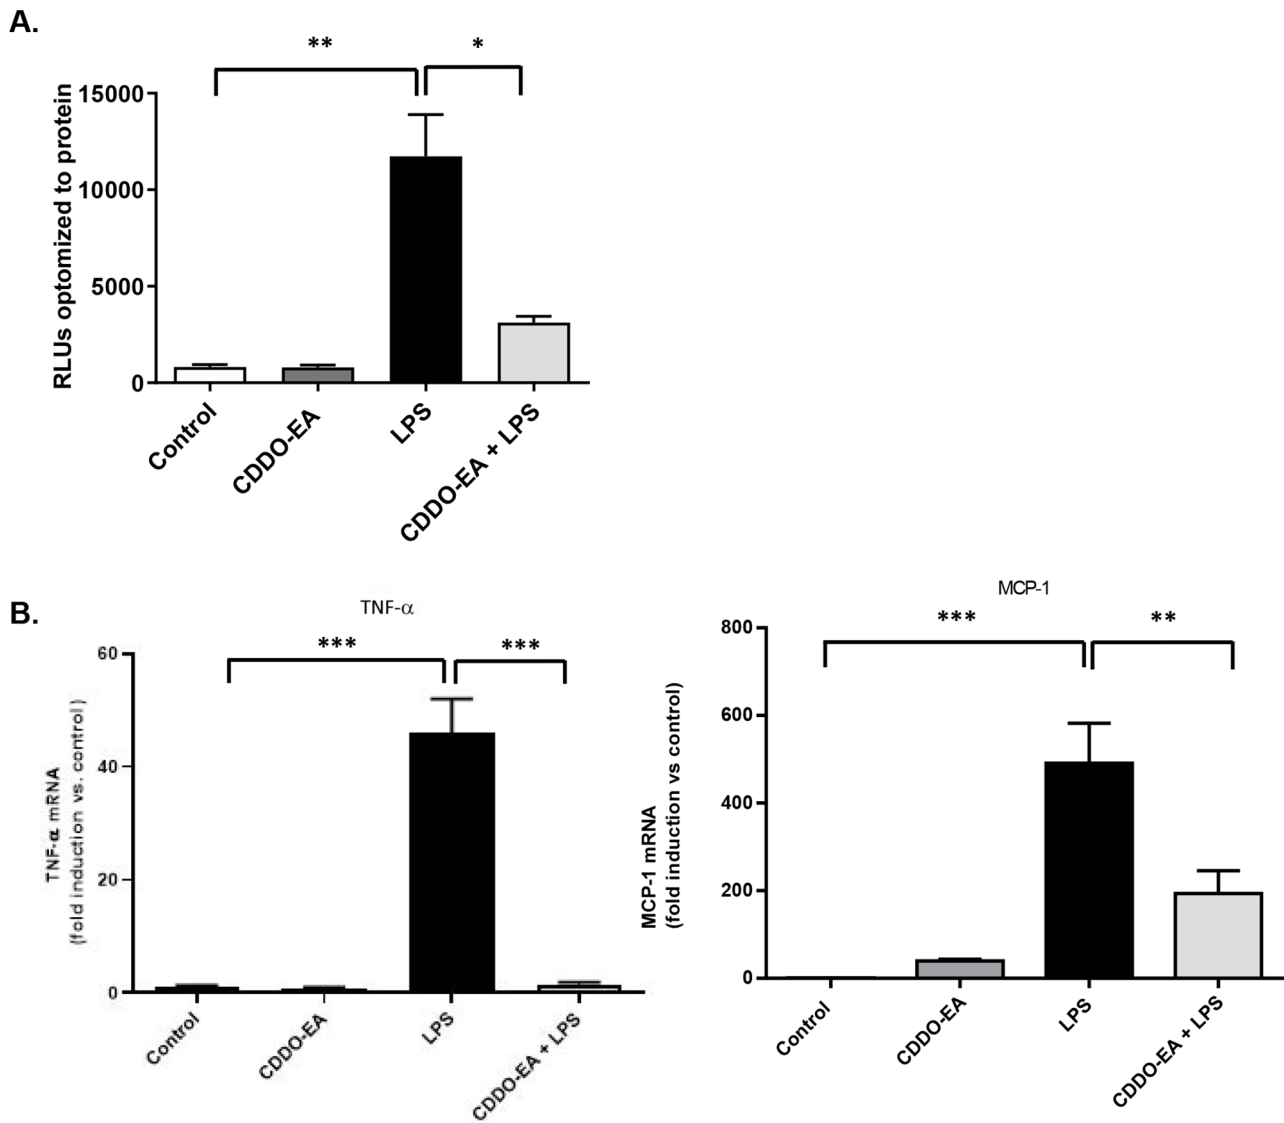 A.
**
*
RLUs optomized to protein
15000
10000
5000
0
Control
CDDO-EA
LPS
CDDO-EA + LPS
B.
TNF-α
***
***
TNF-α mRNA
(fold induction vs. control)
60
40
20
0
Control
CDDO-EA
LPS
CDDO-EA + LPS
MCP-1
***
**
MCP-1 mRNA
(fold induction vs control)
800
600
400
200
0
Control
CDDO-EA
LPS
CDDO-EA + LPS